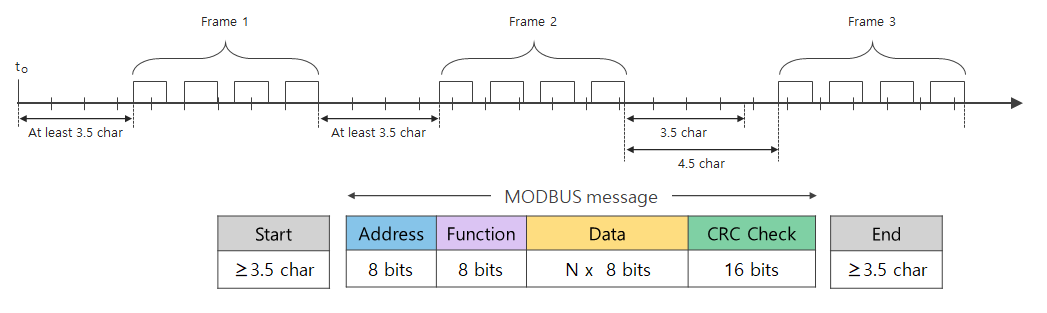 Frame 1
Frame 2
Frame 3
to
At least 3.5 char
At least 3.5 char
3.5 char
4.5 char
MODBUS message
Start
Address
Function
Data
CRC Check
End
≥3.5 char
8 bits
8 bits
N x 8 bits
16 bits
≥3.5 char